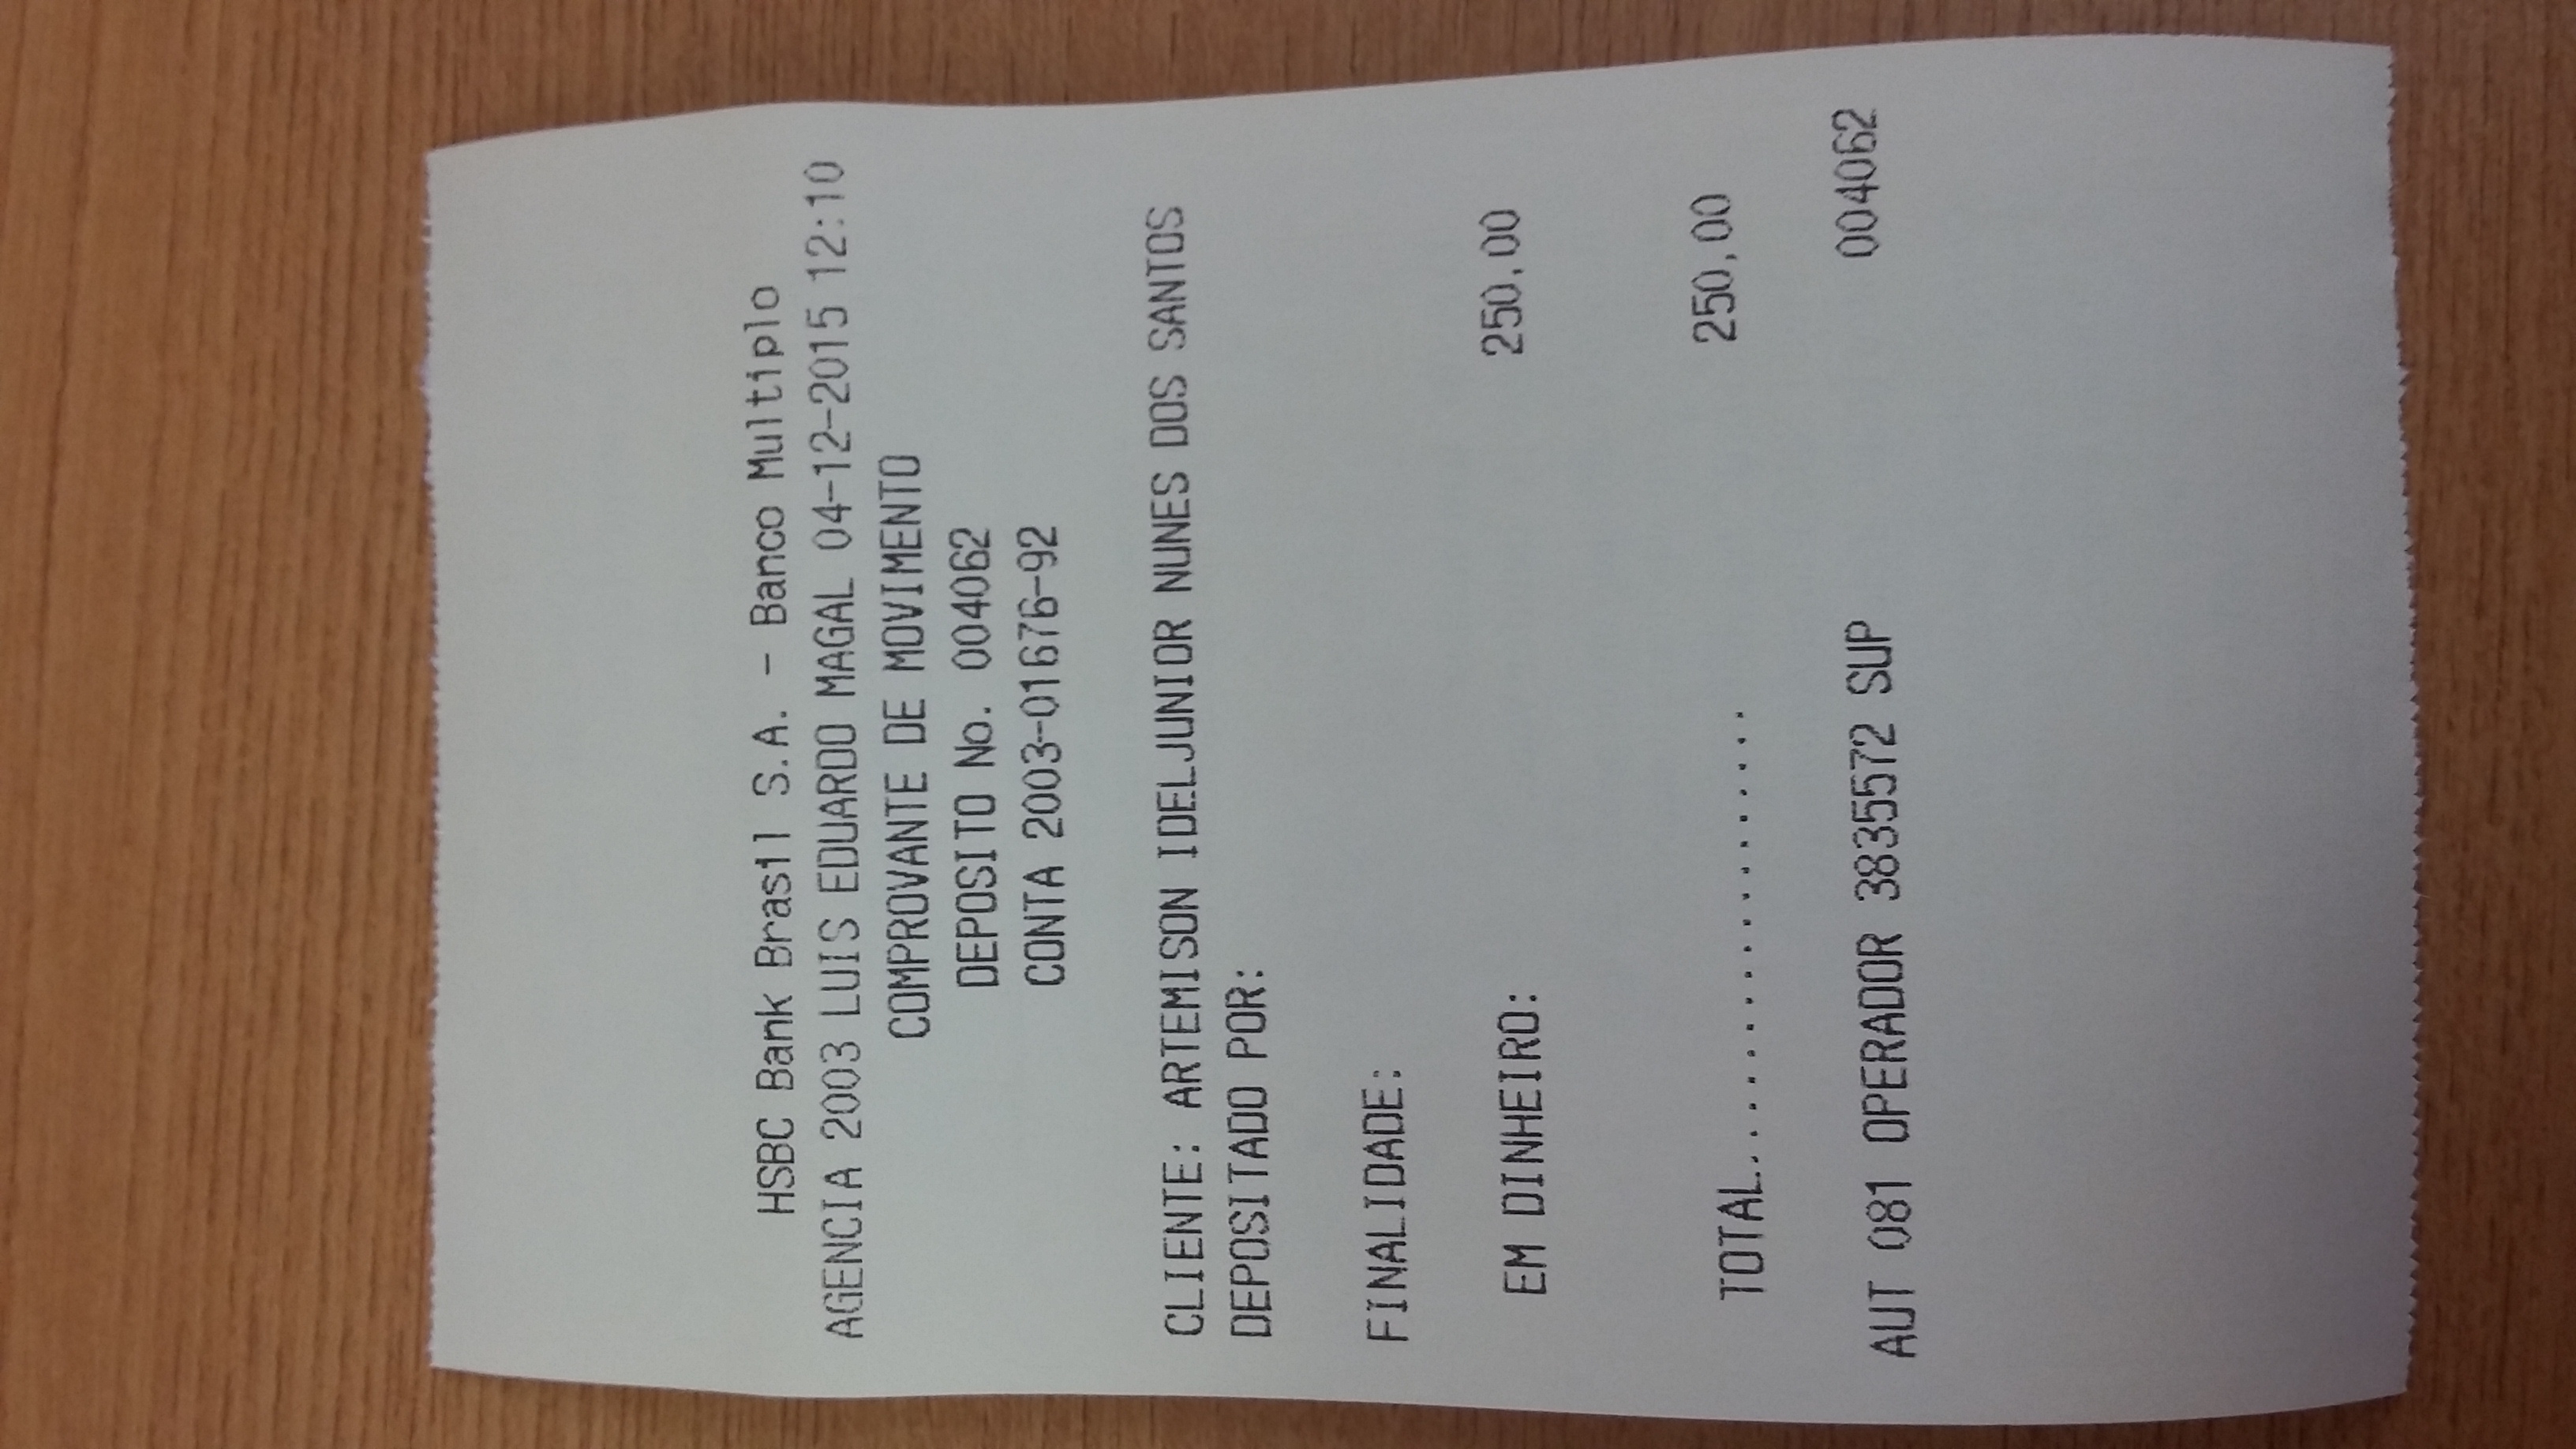 HSBC Bank Brasil S.A. - Banco Multiplo
AGENCIA 2003 LUIS EDUARDO MAGAL 04-12-2015 12:10
COMPROVANTE DE MOVIMENTO
DEPOSITO No. 004062
CONTA 2003-01676-92
CLIENTE: ARTEMISON IDELJUNIOR NUNES DOS SANTOS
DEPOSITADO POR:
FINALIDADE:
EM DINHEIRO: 250,00
TOTAL.................. 250,00
AUT 081 OPERADOR 3835572 SUP 004062